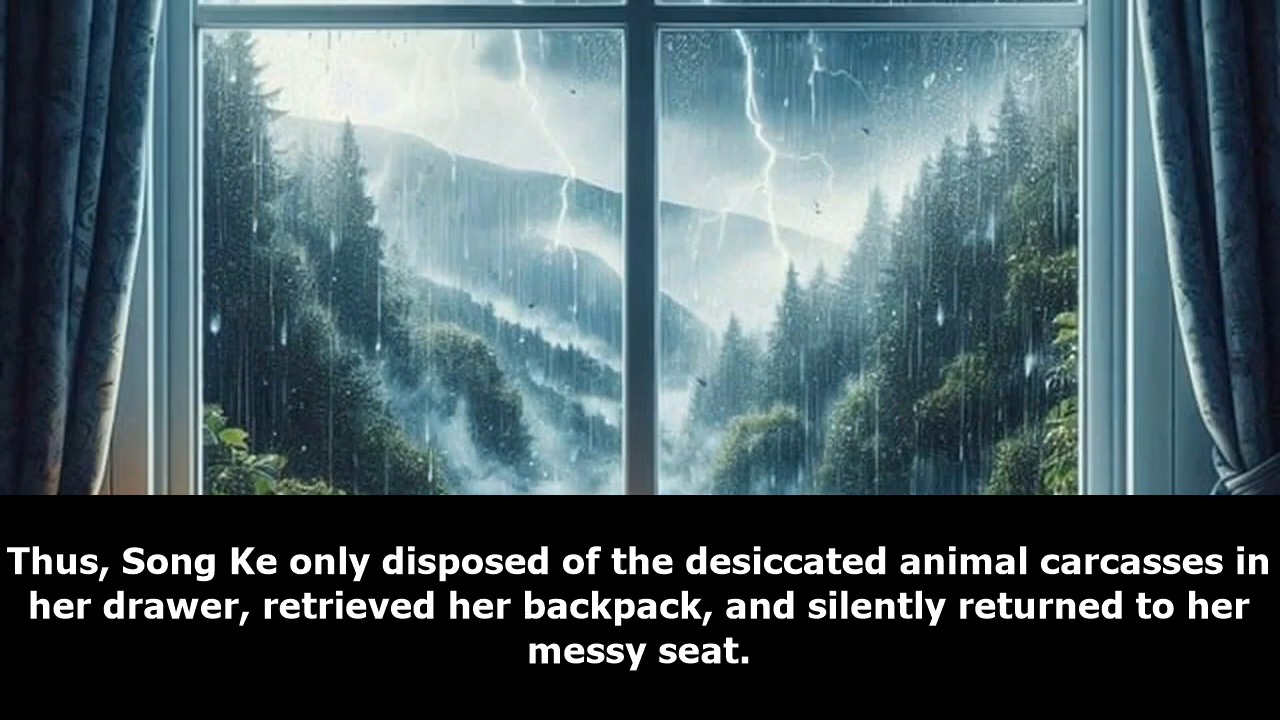 Thus, Song Ke only disposed of the desiccated animal carcasses in
her drawer, retrieved her backpack, and silently returned to her
messy seat.